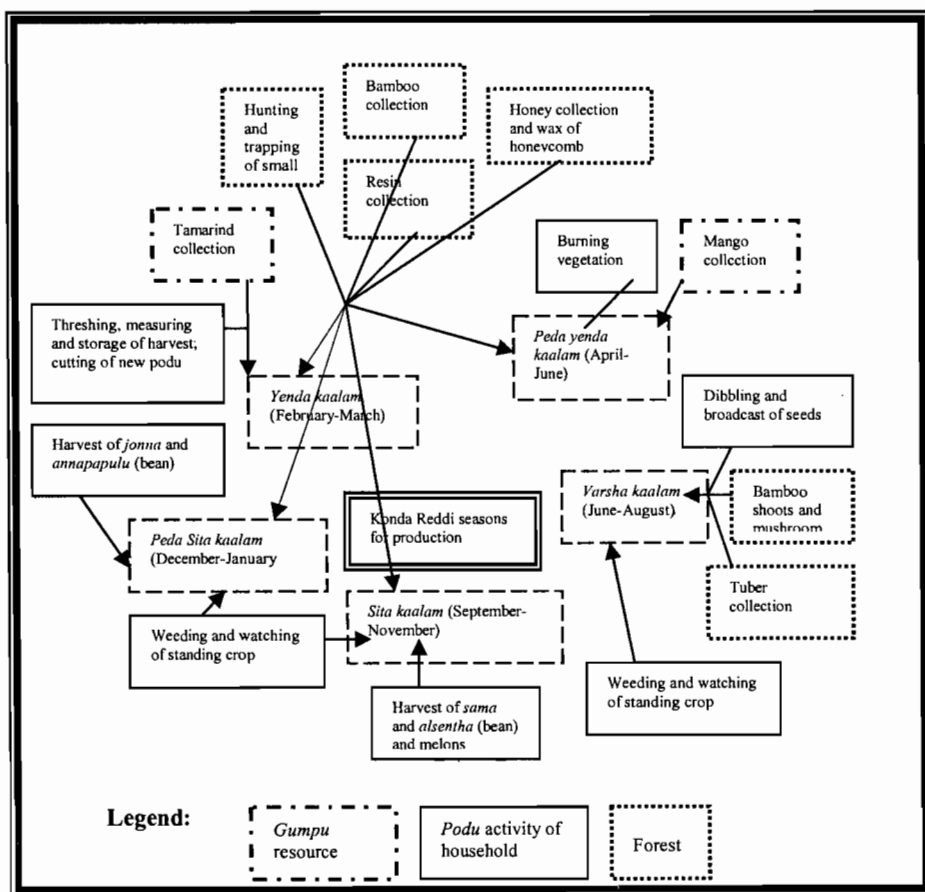 Hunting
and
trapping
of small
Bamboo
collection
Honey collection
and wax of
honeycomb
Resin
collection
Tamarind
collection
Burning
vegetation
Mango
collection
Threshing, measuring
and storage of harvest;
cutting of new podu
Peda yenda
kaalam (April-
June)
Yenda kaalam
(February-March)
Dibbling and
broadcast of seeds
Harvest of jonna and
annapapulu (bean)
Varsha kaalam
(June-August)
Bamboo
shoots and
mushroom
Konda Reddi seasons
for production
Peda Sita kaalam
(December-January
Tuber
collection
Sita kaalam (September-
November)
Weeding and watching
of standing crop
Weeding and watching
of standing crop
Harvest of sama
and alsentha (bean)
and melons
Legend:
Gumpu
resource
Podu activity of
household
Forest